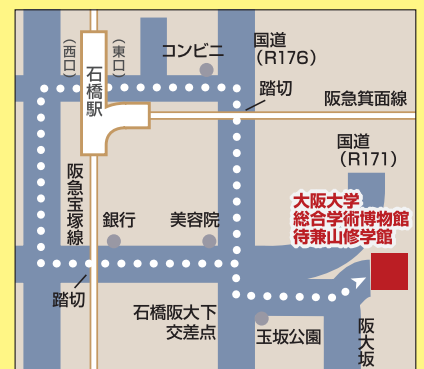 (西口)
(東口)
石橋駅
コンビニ
国道
(R176)
踏切
阪急箕面線
国道
(R171)
阪急宝塚線
銀行
美容院
大阪大学
総合学術博物館
待兼山修学館
踏切
石橋阪大下
交差点
玉坂公園
阪大坂